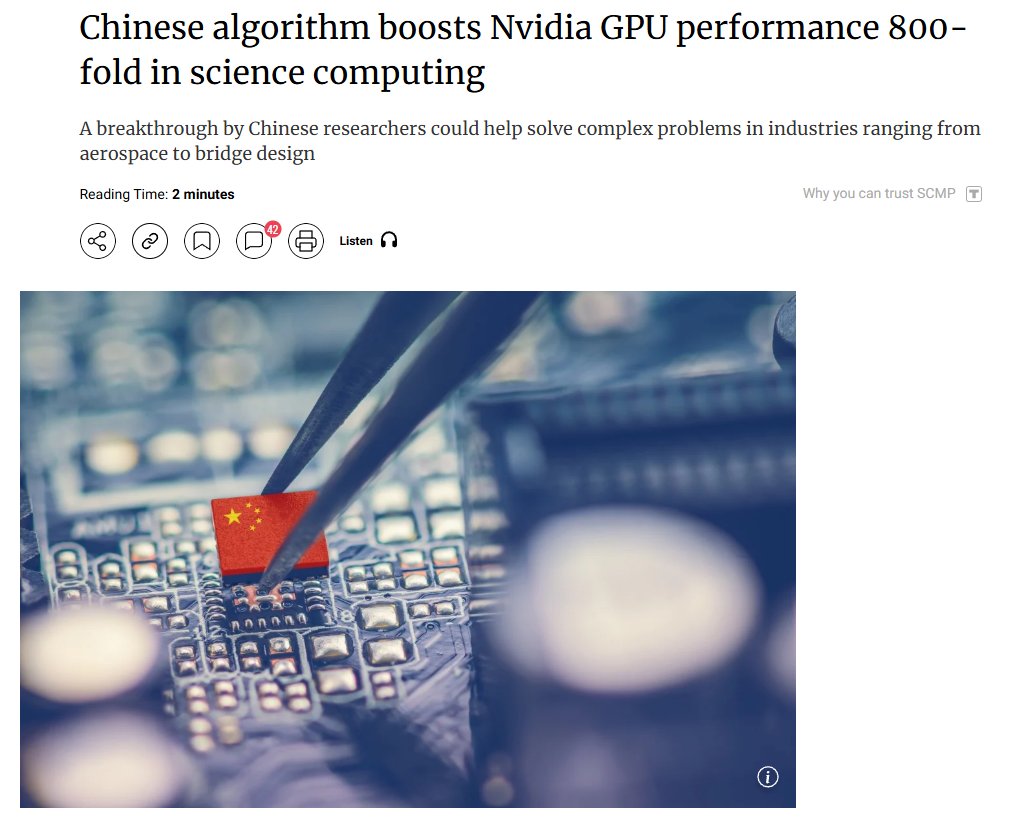 Chinese algorithm boosts Nvidia GPU performance 800-
fold in science computing
A breakthrough by Chinese researchers could help solve complex problems in industries ranging from
aerospace to bridge design
Reading Time: 2 minutes
Why you can trust SCMP
42
Listen